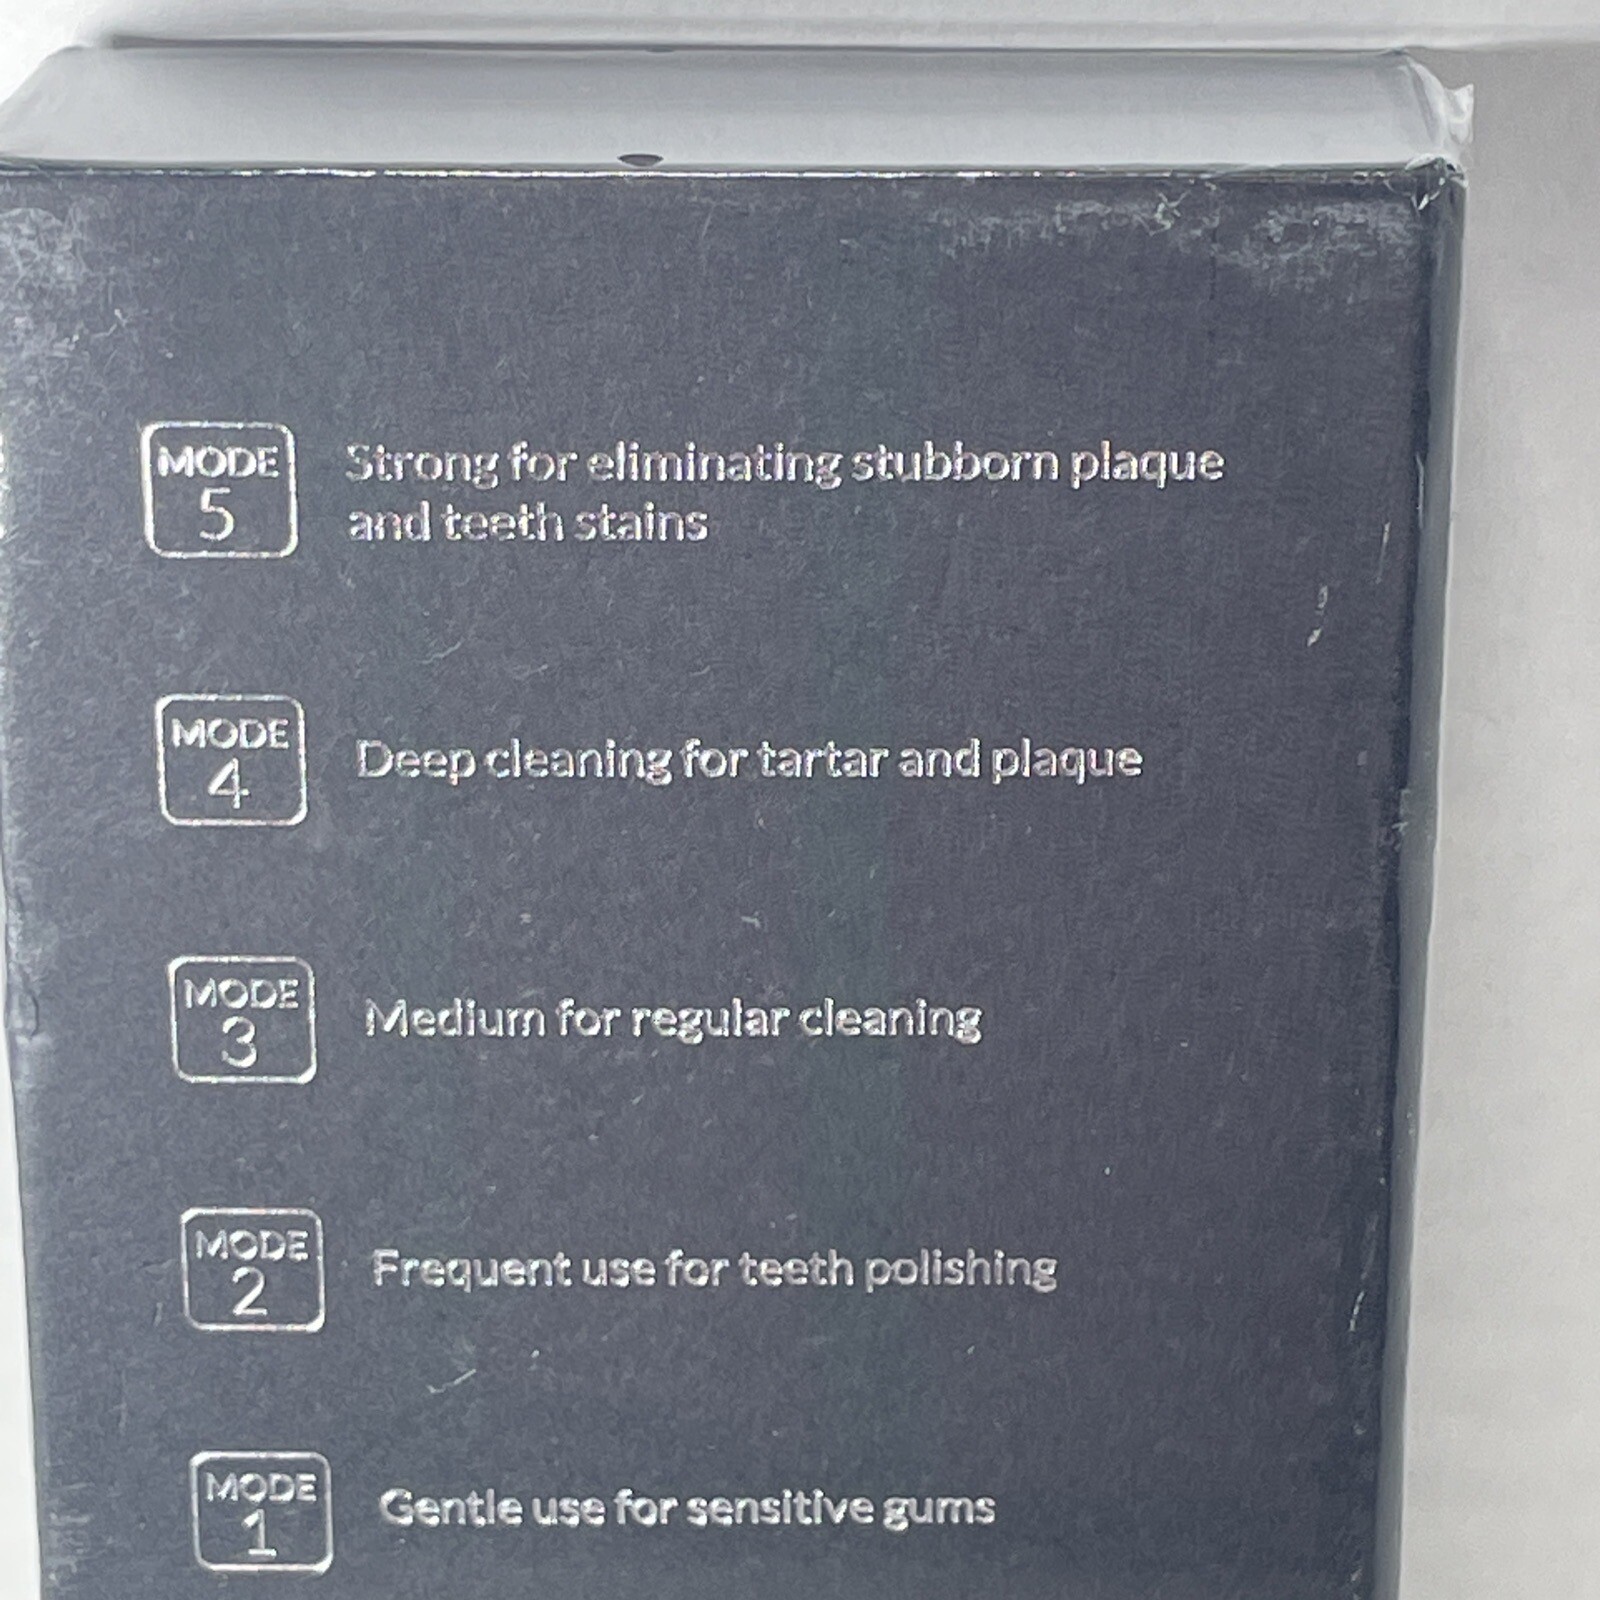 MODE
5
Strong for eliminating stubborn plaque
and teeth stains
MODE
4
Deep cleaning for tartar and plaque
MODE
3
Medium for regular cleaning
MODE
2
Frequent use for teeth polishing
MODE
1
Gentle use for sensitive gums